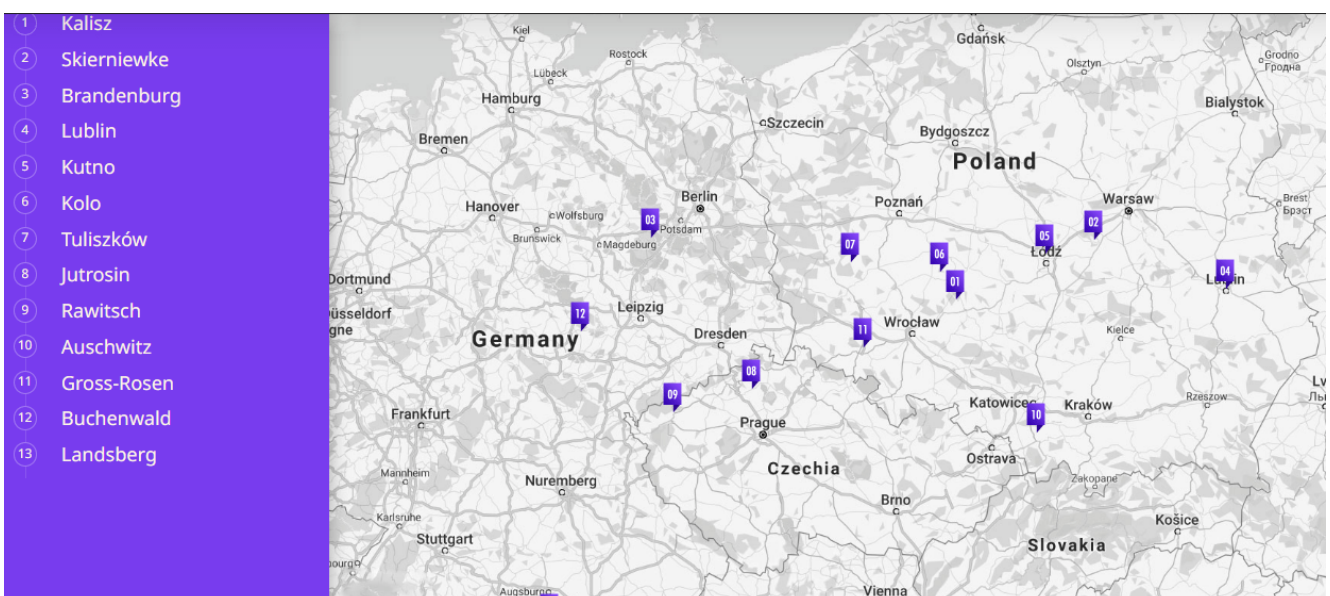 1 Kalisz
2 Skierniewke
3 Brandenburg
4 Lublin
5 Kutno
6 Kolo
7 Tuliszków
8 Jutrosin
9 Rawitsch
10 Auschwitz
11 Gross-Rosen
12 Buchenwald
13 Landsberg
Kiel
Gdańsk
Rostock
Olsztyn
Grodno
Гродна
Lübeck
Hamburg
Bialystok
Szczecin
Bremen
Bydgoszcz
Poland
Berlin
Hanover
Wolfsburg
Poznań
Warsaw
Brest
Брэст
03
Potsdam
02
Brunswick
Magdeburg
07
05
06
Łódź
01
04
Dortmund
Leipzig
12
Germany
Dresden
11
Wrocław
Kielce
08
09
Katowice
Kraków
Rzeszow
10
Frankfurt
Prague
Ostrava
Czechia
Mannheim
Nuremberg
Zakopane
Brno
Karlsruhe
Košice
Stuttgart
Slovakia
Vienna
Augsburg